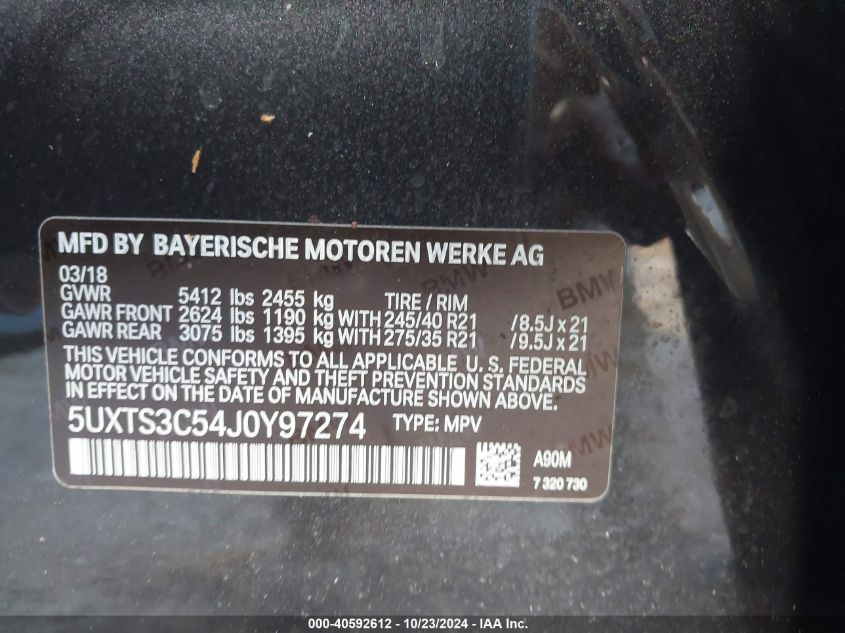 MFD BY BAYERISCHE MOTOREN WERKE AG
03/18
GVWR 5412 lbs 2455 kg TIRE / RIM
GAWR FRONT 2624 lbs 1190 kg WITH 245/40 R21 /8.5J x 21
GAWR REAR 3075 lbs 1395 kg WITH 275/35 R21 /9.5J x 21
THIS VEHICLE CONFORMS TO ALL APPLICABLE U. S. FEDERAL
MOTOR VEHICLE SAFETY AND THEFT PREVENTION STANDARDS
IN EFFECT ON THE DATE OF MANUFACTURE SHOWN ABOVE.
5UXTS3C54J0Y97274 TYPE: MPV
A90M
7 320 730
000-40592612 - 10/23/2024 - IAA Inc.